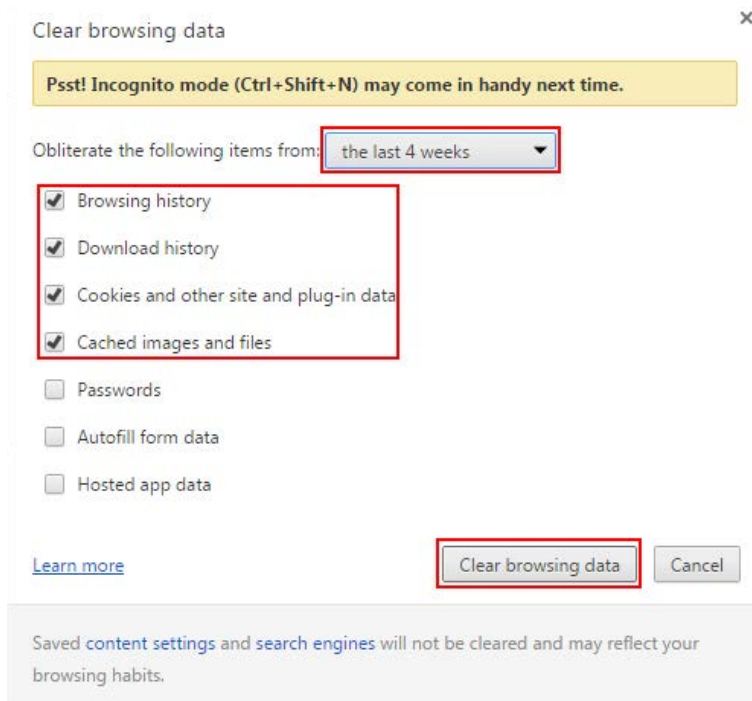 Clear browsing data
Psst! Incognito mode (Ctrl+Shift+N) may come in handy next time.
Obliterate the following items from: the last 4 weeks
Browsing history
Download history
Cookies and other site and plug-in data
Cached images and files
Passwords
Autofill form data
Hosted app data
Learn more Clear browsing data Cancel
Saved content settings and search engines will not be cleared and may reflect your
browsing habits.